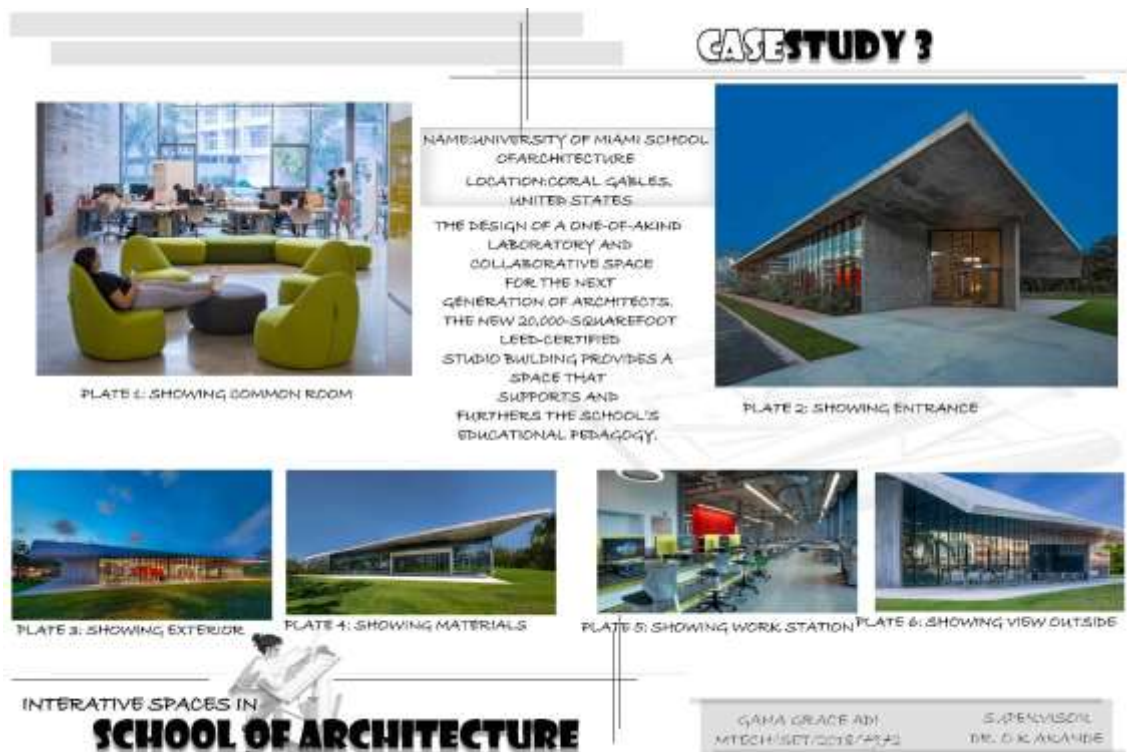 CASESTUDY 3
NAME:UNIVERSITY OF MIAMI SCHOOL
OFARCHITECTURE
LOCATION:CORAL GABLES,
UNITED STATES
THE DESIGN OF A ONE-OF-AKIND
LABORATORY AND
COLLABORATIVE SPACE
FOR THE NEXT
GENERATION OF ARCHITECTS.
THE NEW 20,000-SQUAREFOOT
LEED-CERTIFIED
STUDIO BUILDING PROVIDES A
SPACE THAT
SUPPORTS AND
FURTHERS THE SCHOOL'S
EDUCATIONAL PEDAGOGY.
PLATE 1: SHOWING COMMON ROOM
PLATE 2: SHOWING ENTRANCE
PLATE 3: SHOWING EXTERIOR
PLATE 4: SHOWING MATERIALS
PLATE 5: SHOWING WORK STATION
PLATE 6: SHOWING VIEW OUTSIDE
INTERATIVE SPACES IN
SCHOOL OF ARCHITECTURE
GAMA GRACE ADI
DR. O.K. AKANDE